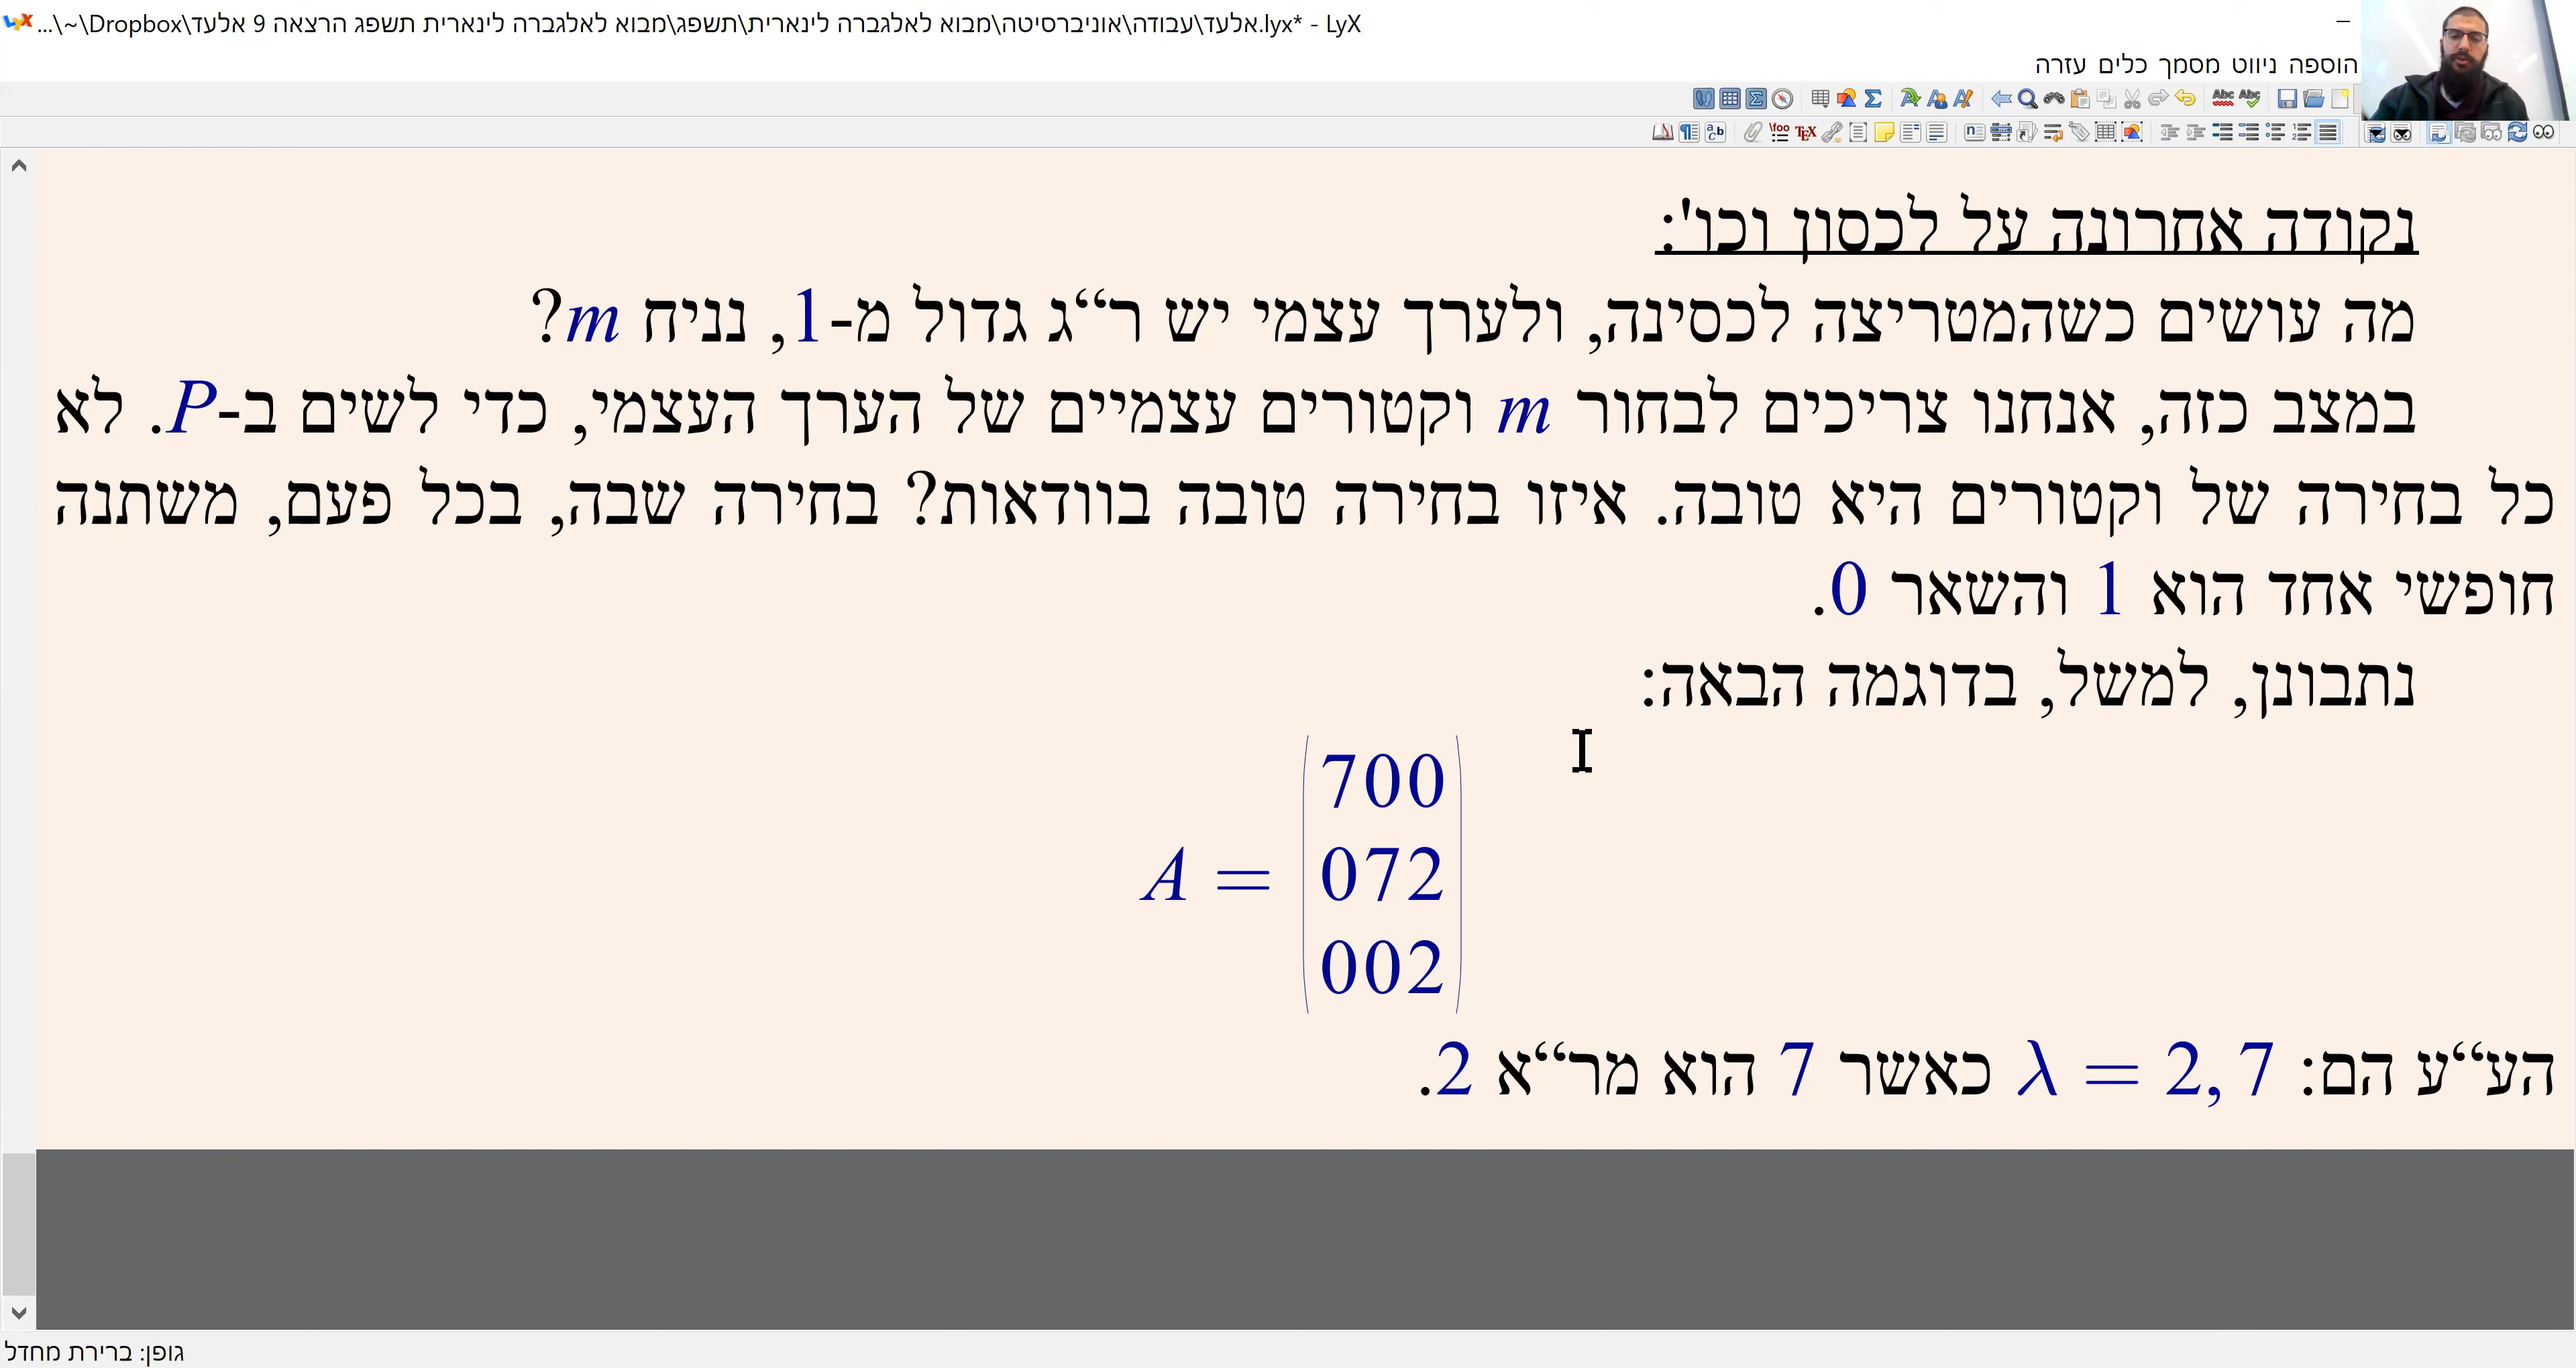 ...\~\Dropbox\אלעד\עבודה\אוניברסיטה\מבוא לאלגברה לינארית\תשפג\מבוא לאלגברה לינארית תשפג הרצאה 9 אלעד.lyx* - LyX
הוספה ניווט מסמך כלים עזרה
נקודה אחרונה על לכסון וכו':
מה עושים כשהמטריצה לכסינה, ולערך עצמי יש ר“ג גדול מ-1, נניח m?
במצב כזה, אנחנו צריכים לבחור m וקטורים עצמיים של הערך העצמי, כדי לשים ב-P. לא
כל בחירה של וקטורים היא טובה. איזו בחירה טובה בוודאות? בחירה שבה, בכל פעם, משתנה
חופשי אחד הוא 1 והשאר 0.
נתבונן, למשל, בדוגמה הבאה:
700
A = 072
002
הע“ע הם: λ = 2, 7 כאשר 7 הוא מר“א 2.
גופן: ברירת מחדל